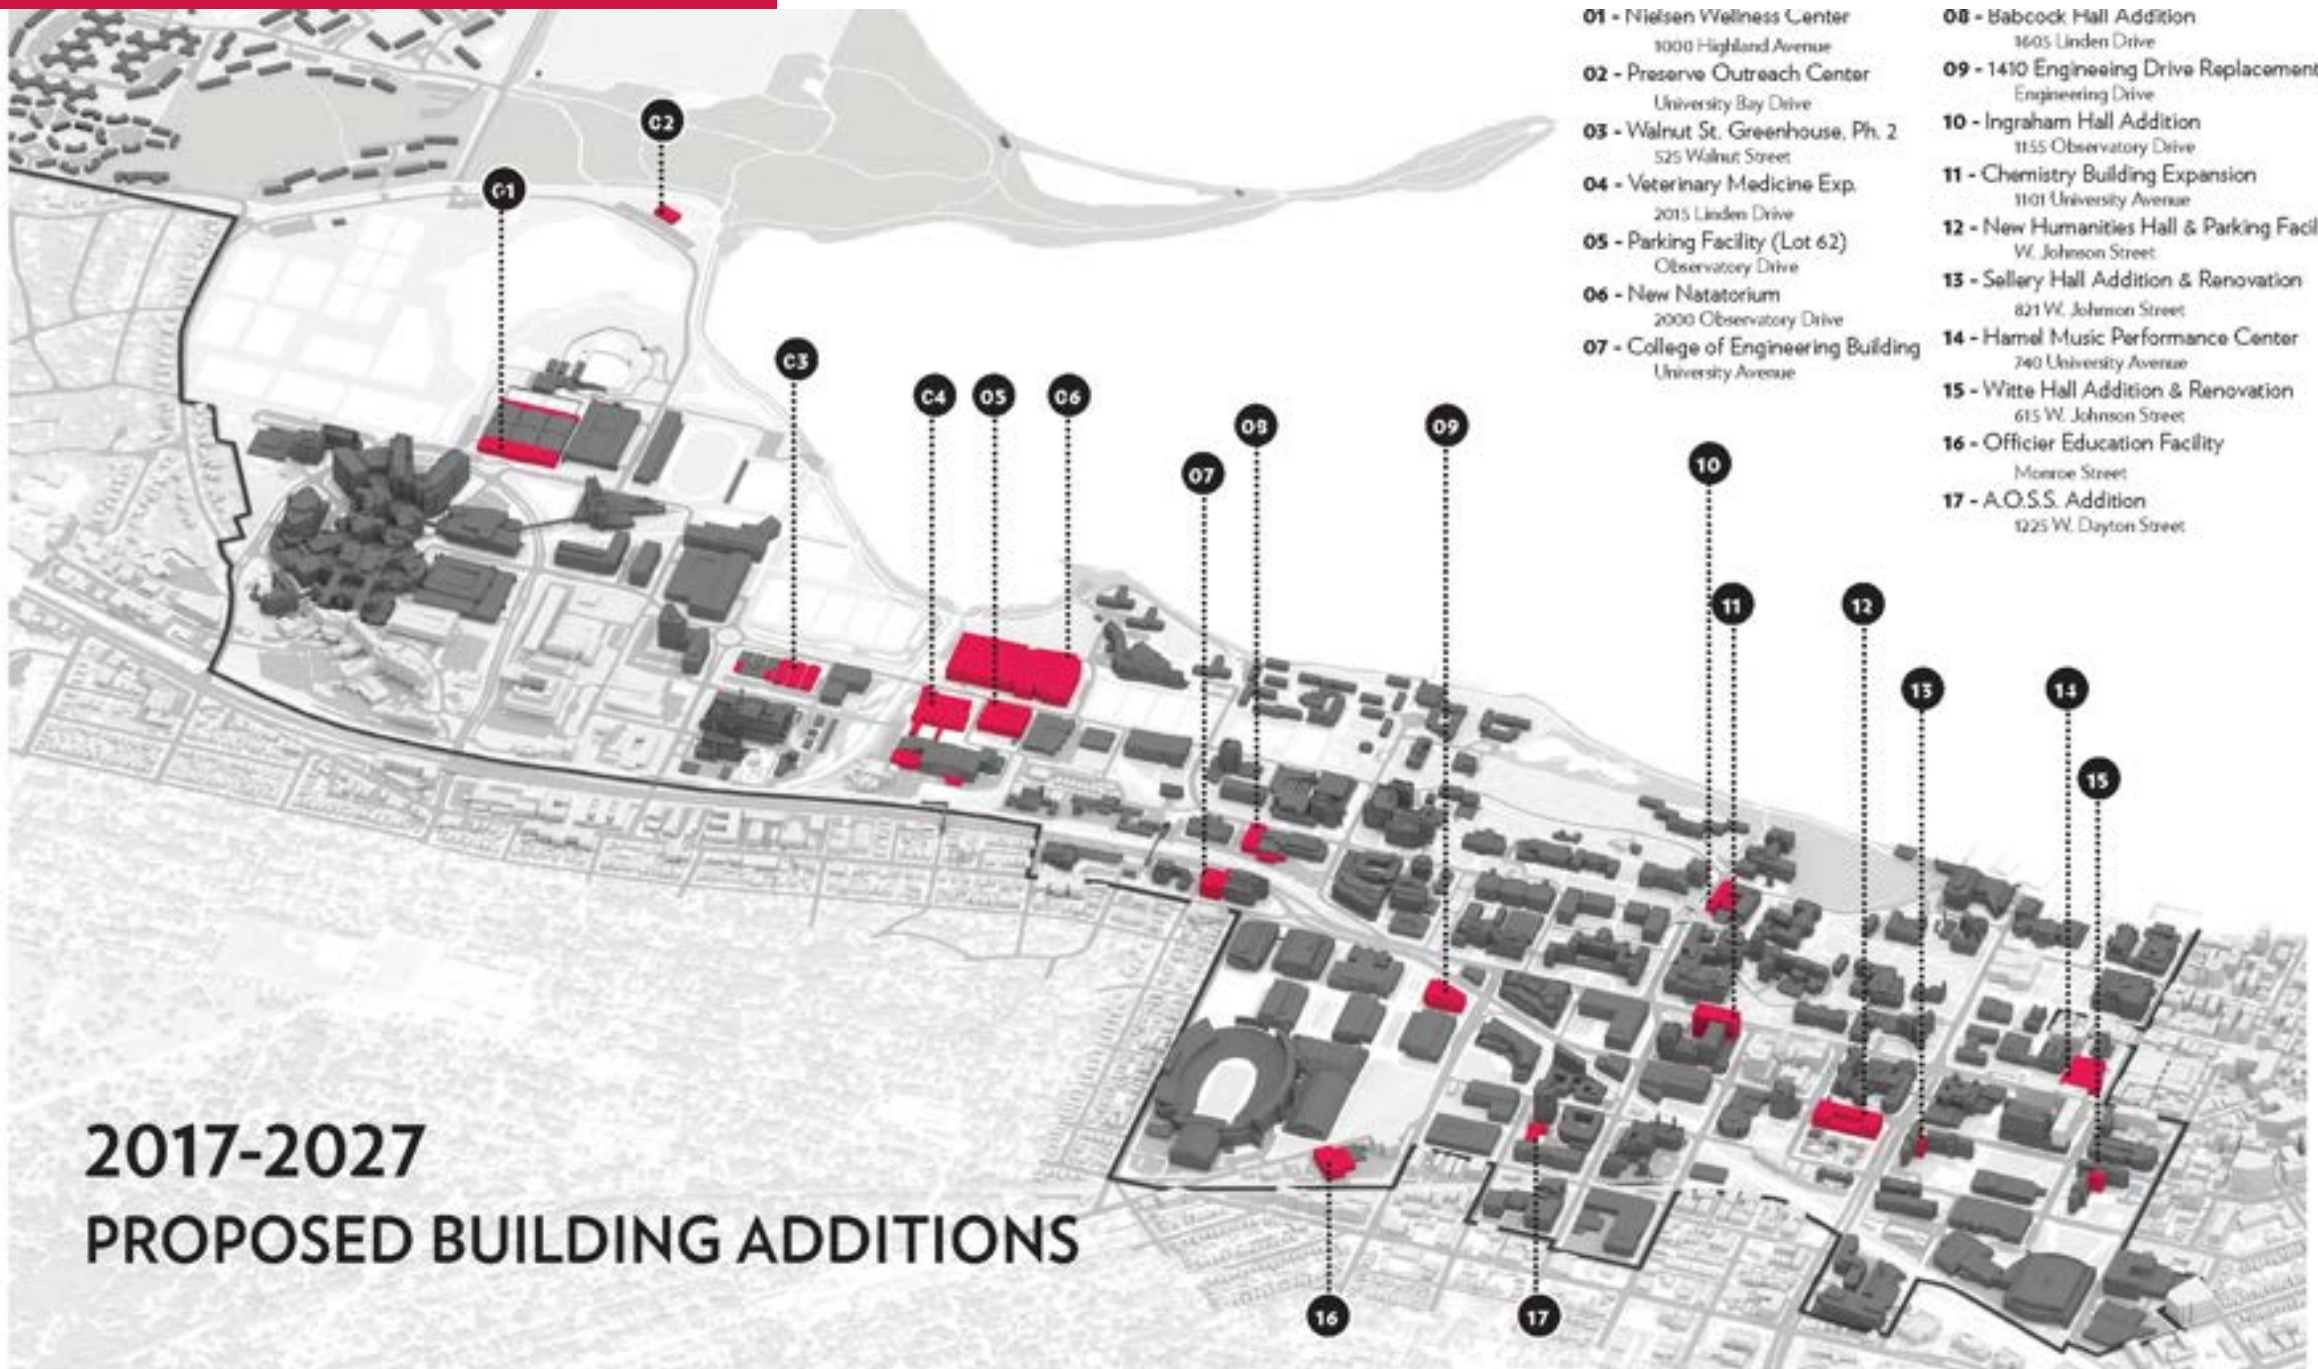 01 - Nielsen Wellness Center
1000 Highland Avenue
02 - Preserve Outreach Center
University Bay Drive
03 - Walnut St. Greenhouse, Ph. 2
525 Walnut Street
04 - Veterinary Medicine Exp.
2015 Linden Drive
05 - Parking Facility (Lot 62)
Observatory Drive
06 - New Natatorium
2000 Observatory Drive
07 - College of Engineering Building
University Avenue
08 - Babcock Hall Addition
1605 Linden Drive
09 - 1410 Engineeing Drive Replacement
Engineering Drive
10 - Ingraham Hall Addition
1155 Observatory Drive
11 - Chemistry Building Expansion
1101 University Avenue
12 - New Humanities Hall & Parking Facil
W. Johnson Street
13 - Sellery Hall Addition & Renovation
821 W. Johnson Street
14 - Hamel Music Performance Center
740 University Avenue
15 - Witte Hall Addition & Renovation
615 W. Johnson Street
16 - Officier Education Facility
Monroe Street
17 - A.O.S.S. Addition
1225 W. Dayton Street
02
01
03
04
05
06
08
09
07
10
11
12
13
14
15
2017-2027
PROPOSED BUILDING ADDITIONS
16
17